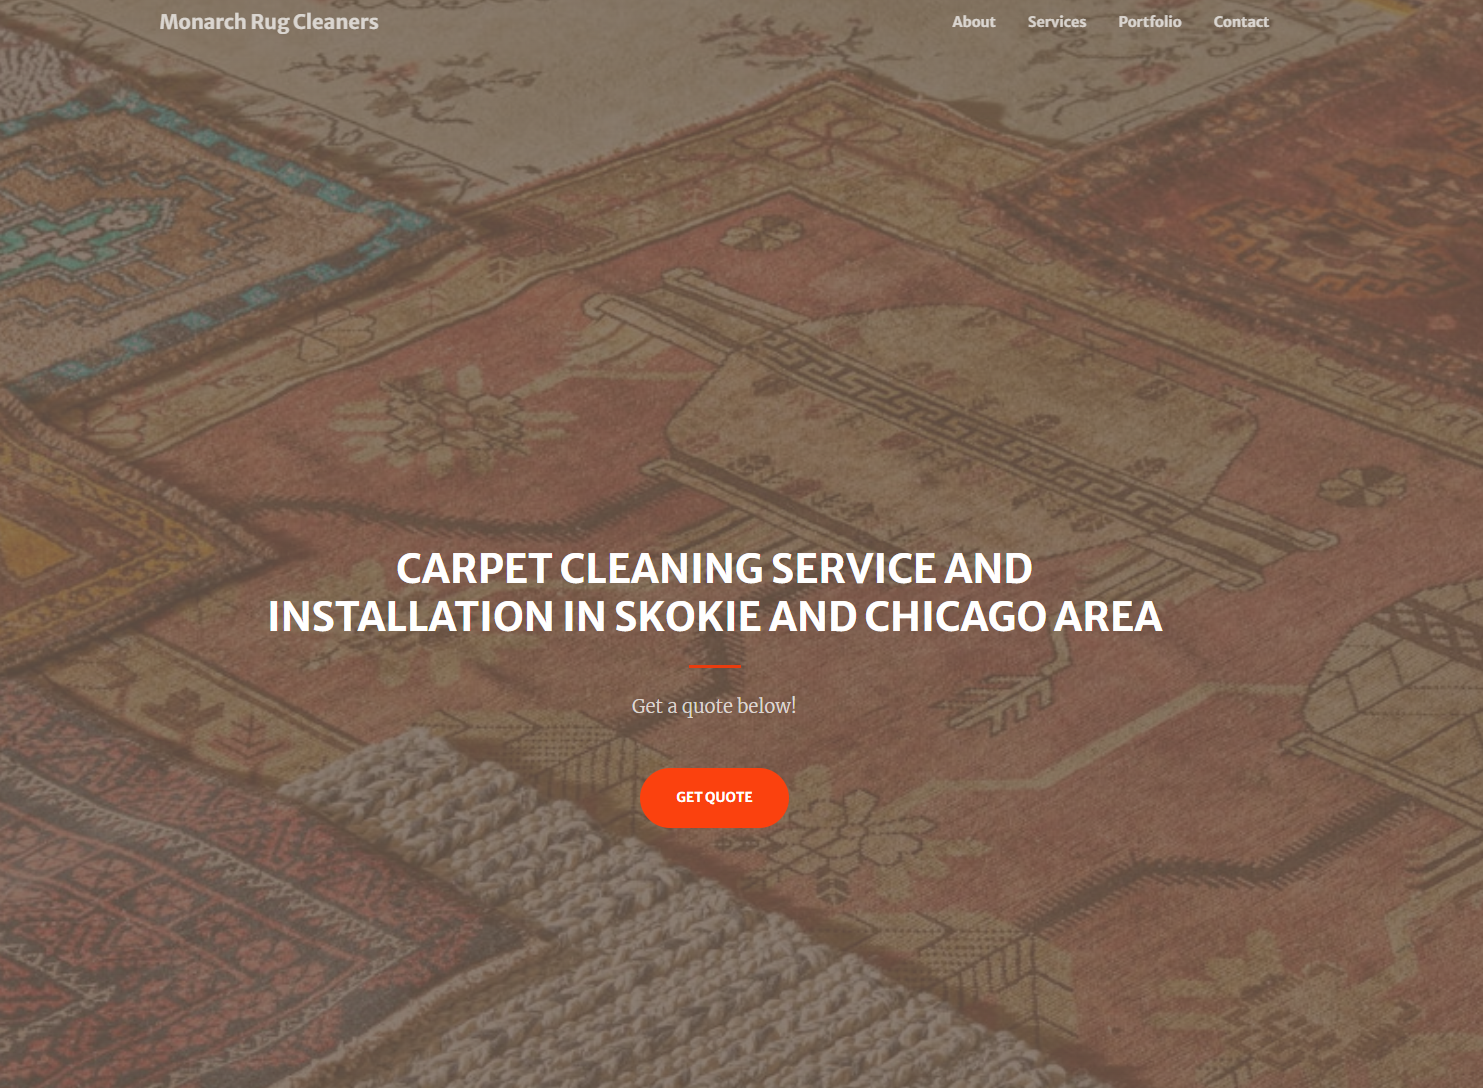 Monarch Rug Cleaners
About Services Portfolio Contact
CARPET CLEANING SERVICE AND
INSTALLATION IN SKOKIE AND CHICAGO AREA
Get a quote below!
GET QUOTE